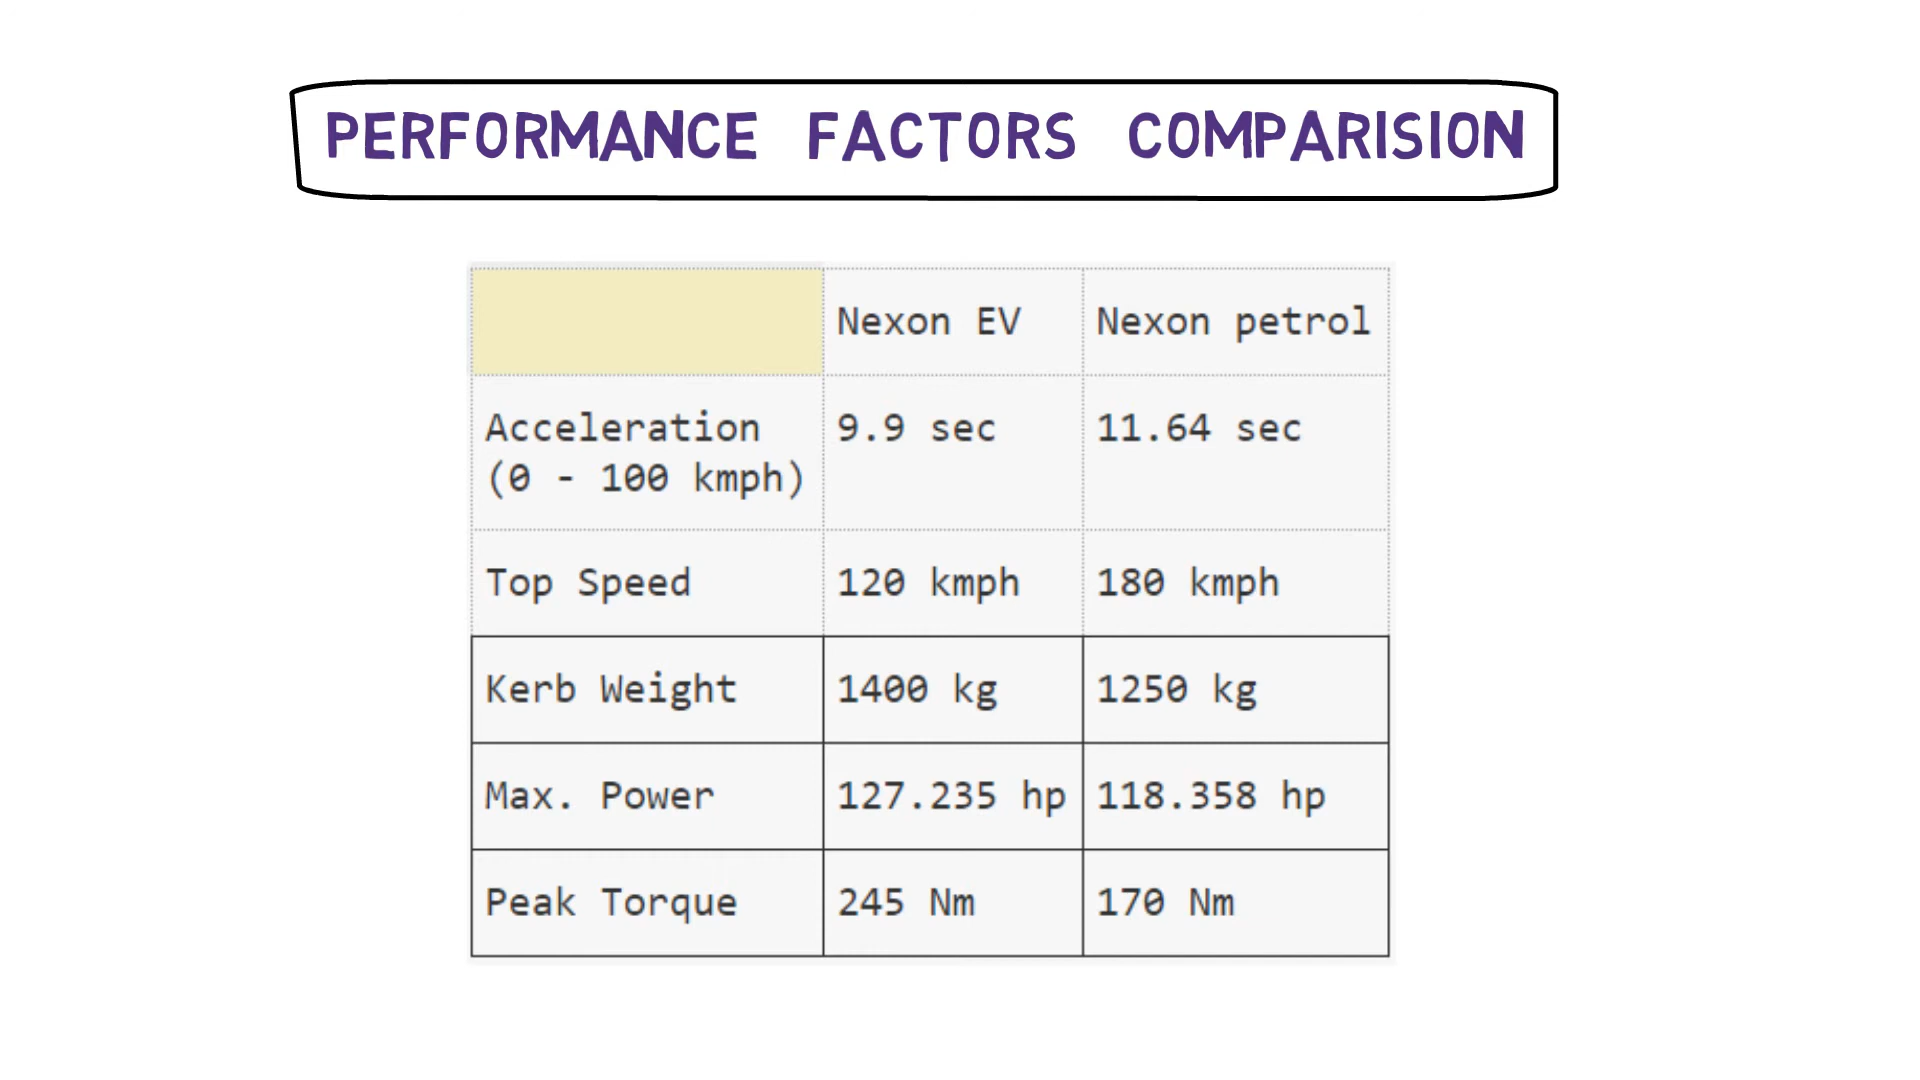 PERFORMANCE FACTORS COMPARISION
Nexon EV Nexon petrol
Acceleration 9.9 sec 11.64 sec
(0 - 100 kmph)
Top Speed 120 kmph 180 kmph
Kerb Weight 1400 kg 1250 kg
Max. Power 127.235 hp 118.358 hp
Peak Torque 245 Nm 170 Nm